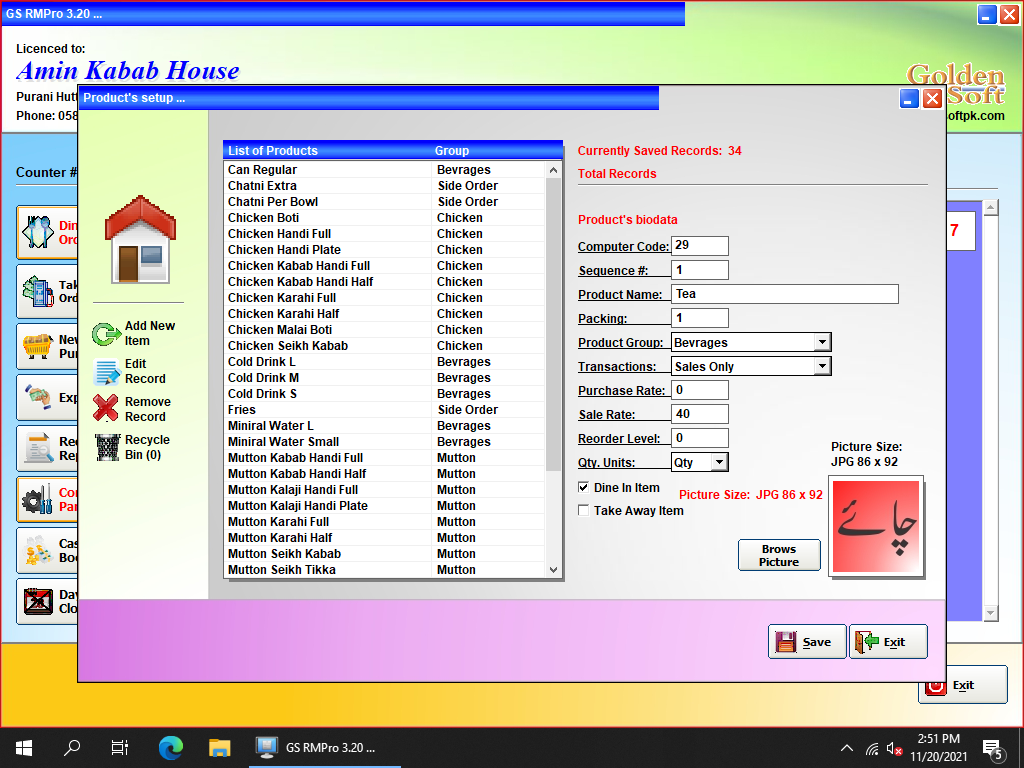 GS RMPro 3.20 ...
Licenced to:
Amin Kabab House
Purani Hutt
Phone: 058
Golden
Soft
oftpk.com
Counter #
7
Product's setup ...
Add New
Item
Edit
Record
Remove
Record
Recycle
Bin (0)
List of Products Group
Can Regular Bevrages
Chatni Extra Side Order
Chatni Per Bowl Side Order
Chicken Boti Chicken
Chicken Handi Full Chicken
Chicken Handi Plate Chicken
Chicken Kabab Handi Full Chicken
Chicken Kabab Handi Half Chicken
Chicken Karahi Full Chicken
Chicken Karahi Half Chicken
Chicken Malai Boti Chicken
Chicken Seikh Kabab Chicken
Cold Drink L Bevrages
Cold Drink M Bevrages
Cold Drink S Bevrages
Fries Side Order
Miniral Water L Bevrages
Miniral Water Small Bevrages
Mutton Kabab Handi Full Mutton
Mutton Kabab Handi Half Mutton
Mutton Kalaji Handi Full Mutton
Mutton Kalaji Handi Plate Mutton
Mutton Karahi Full Mutton
Mutton Karahi Half Mutton
Mutton Seikh Kabab Mutton
Mutton Seikh Tikka Mutton
Currently Saved Records: 34
Total Records
Product's biodata
Computer Code: 29
Sequence #: 1
Product Name: Tea
Packing: 1
Product Group: Bevrages
Transactions: Sales Only
Purchase Rate: 0
Sale Rate: 40
Reorder Level: 0
Qty. Units: Qty
Dine In Item
Take Away Item
Picture Size: JPG 86 x 92
Picture Size:
JPG 86 x 92
چائے
Brows
Picture
Save
Exit
Din
Ord
Tak
Ord
Nev
Pur
Exp
Rec
Rep
Cor
Par
Cas
Boo
Day
Clo
Exit
GS RMPro 3.20 ...
2:51 PM
11/20/2021
5